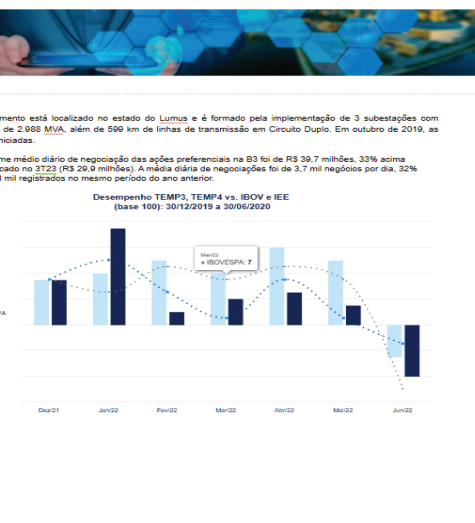 mento está localizado no estado do Lumus e é formado pela implementação de 3 subestações com
de 2.988 MVA, além de 599 km de linhas de transmissão em Circuito Duplo. Em outubro de 2019, as
niciadas.
me médio diário de negociação das ações preferenciais na B3 foi de R$ 39,7 milhões, 33% acima
cado no 3T23 (R$ 29,9 milhões). A média diária de negociações foi de 3,7 mil negócios por dia, 32%
mil registrados no mesmo período do ano anterior.
Desempenho TEMP3, TEMP4 vs. IBOV e IEE
(base 100): 30/12/2019 a 30/06/2020
Mar/22
IBOVESPA: 7
PA
Dez/21 Jan/22 Fev/22 Mar/22 Abr/22 Mai/22 Jun/22